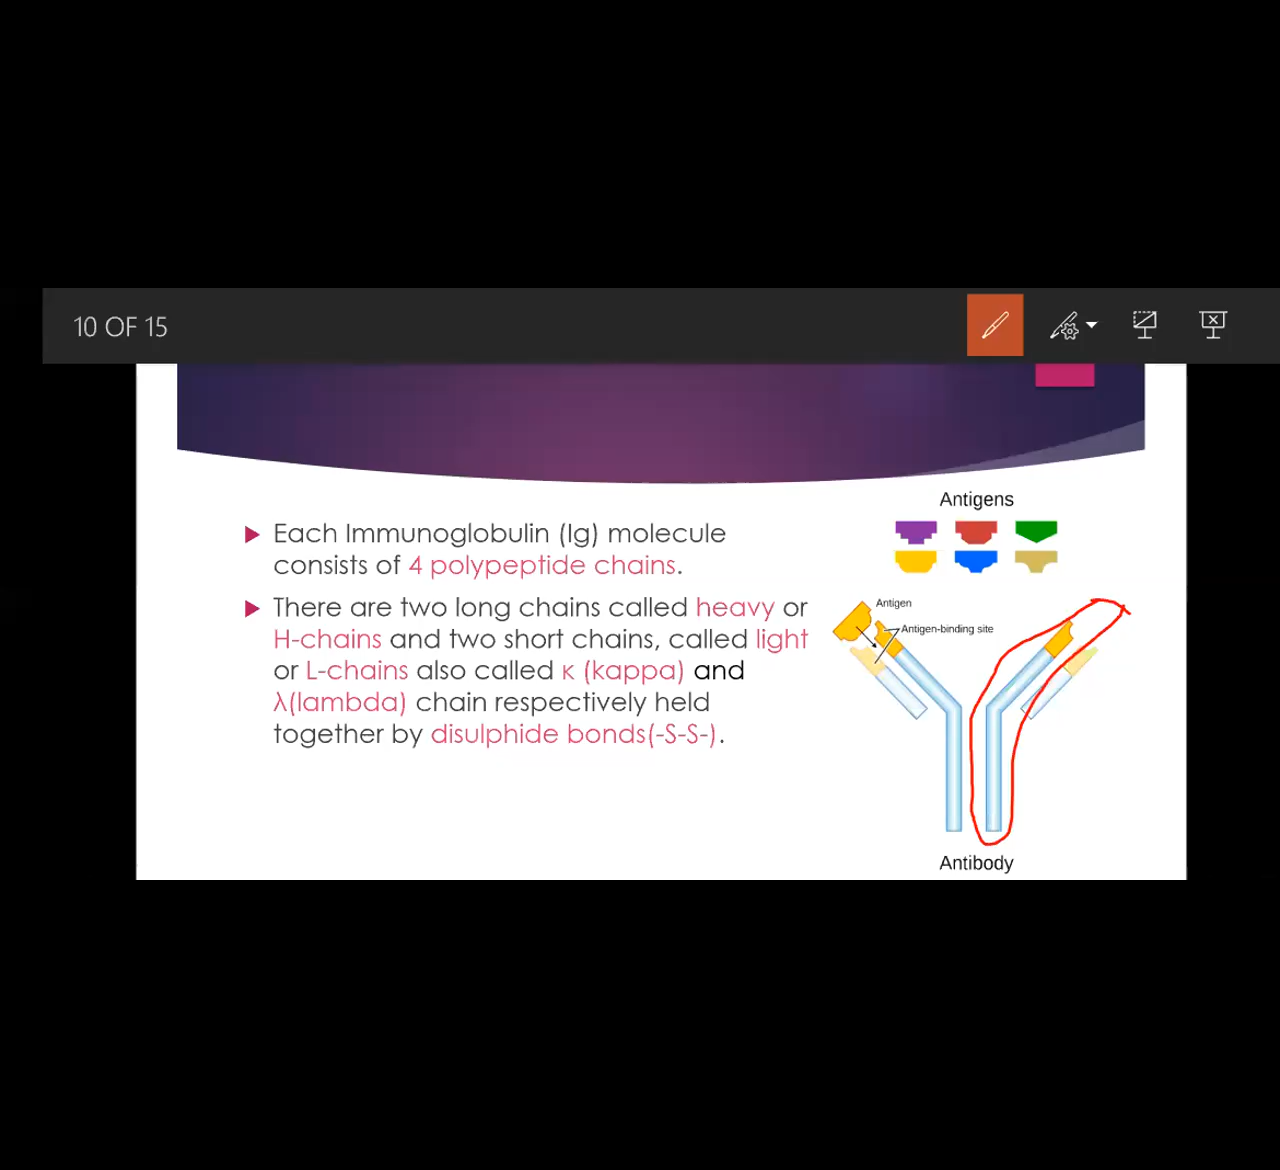 10 OF 15
Each Immunoglobulin (Ig) molecule
consists of 4 polypeptide chains.
There are two long chains called heavy or
H-chains and two short chains, called light
or L-chains also called κ (kappa) and
λ(lambda) chain respectively held
together by disulphide bonds(-S-S-).
Antigens
Antigen
Antigen-binding site
Antibody